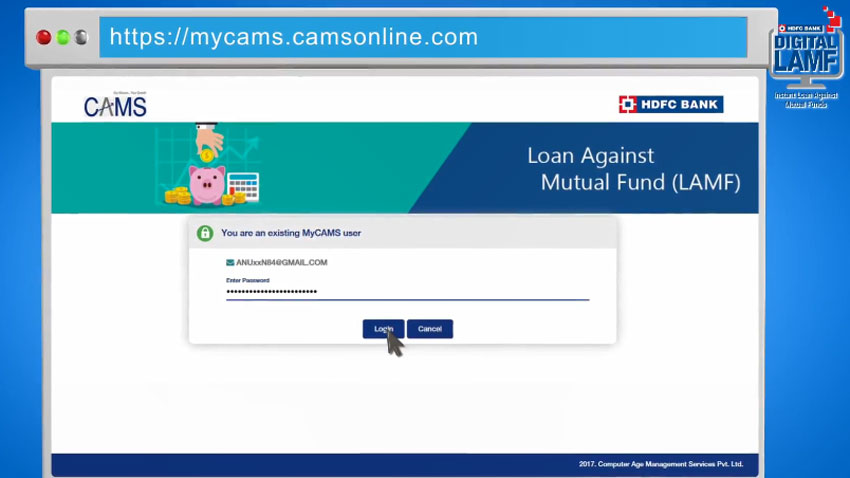 https://mycams.camsonline.com
HDFC BANK
DIGITAL
LAMF
Instant Loan Against
Mutual Funds
CAMS
HDFC BANK
Loan Against
Mutual Fund (LAMF)
You are an existing MyCAMS user
ANUxxN84@GMAIL.COM
Enter Password
Login Cancel
2017. Computer Age Management Services Pvt. Ltd.